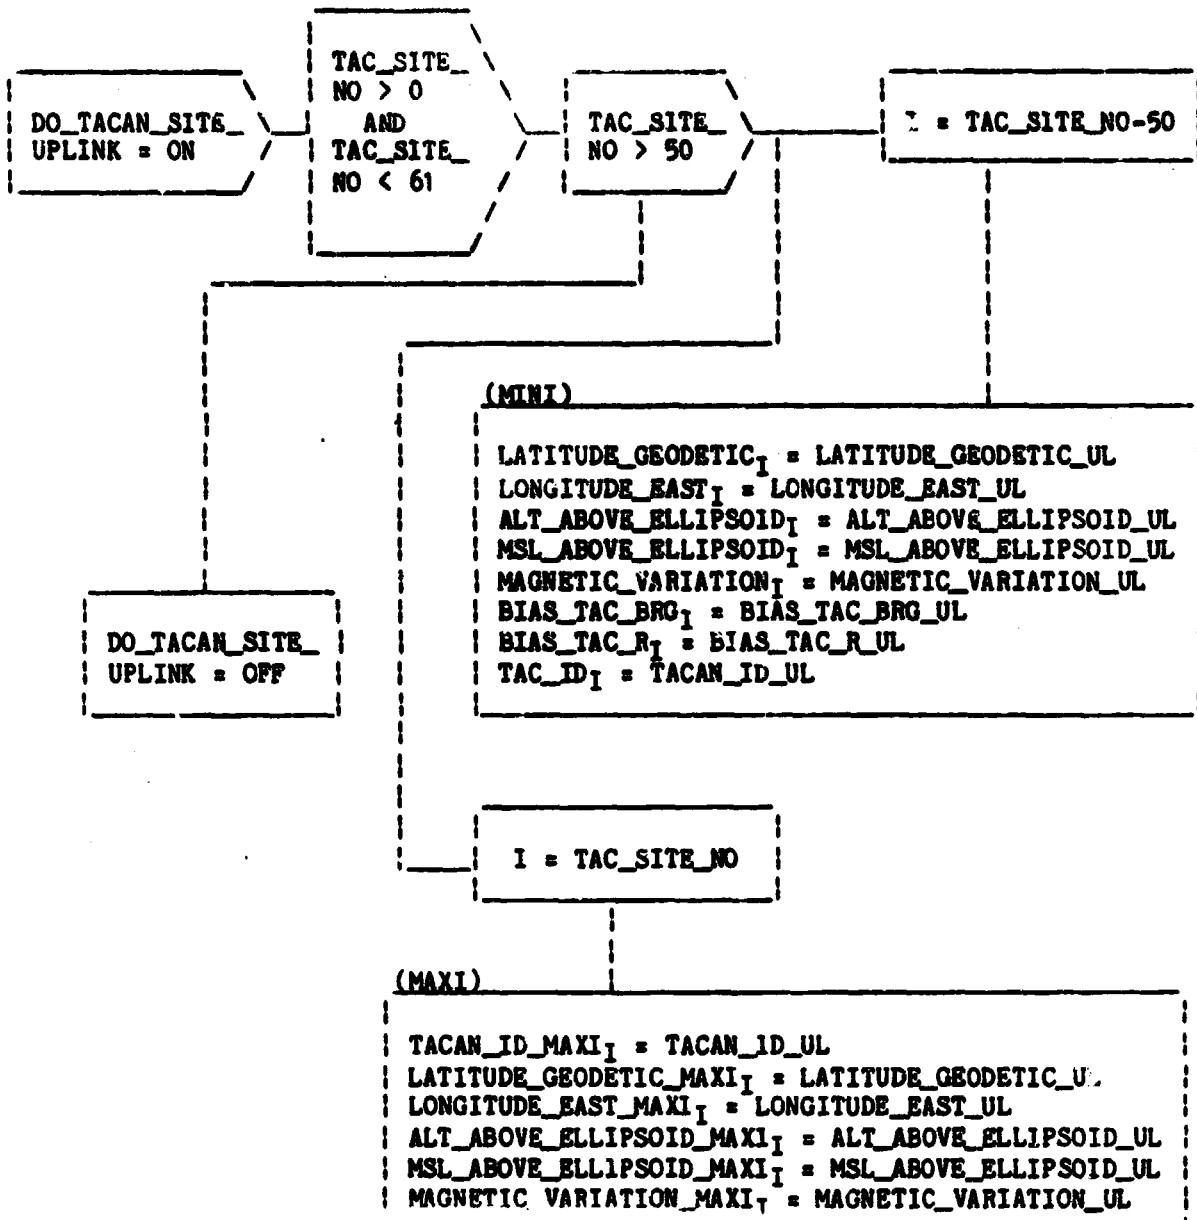 DO_TACAN_SITE_
UPLINK = ON
TAC_SITE_
NO > 0
AND
TAC_SITE_
NO < 61
TAC_SITE_
NO > 50
= TAC_SITE_NO-50
(MINI)
LATITUDE_GEODETIC_I = LATITUDE_GEODETIC_UL
LONGITUDE_EAST_I = LONGITUDE_EAST_UL
ALT_ABOVE_ELLIPSOID_I = ALT_ABOVE_ELLIPSOID_UL
MSL_ABOVE_ELLIPSOID_I = MSL_ABOVE_ELLIPSOID_UL
MAGNETIC_VARIATION_I = MAGNETIC_VARIATION_UL
BIAS_TAC_BRG_I = BIAS_TAC_BRG_UL
BIAS_TAC_R_I = BIAS_TAC_R_UL
TAC_ID_I = TACAN_ID_UL
DO_TACAN_SITE_
UPLINK = OFF
I = TAC_SITE_NO
(MAXI)
TACAN_ID_MAXI_I = TACAN_ID_UL
LATITUDE_GEODETIC_MAXI_I = LATITUDE_GEODETIC_U
LONGITUDE_EAST_MAXI_I = LONGITUDE_EAST_UL
ALT_ABOVE_ELLIPSOID_MAXI_I = ALT_ABOVE_ELLIPSOID_UL
MSL_ABOVE_ELLIPSOID_MAXI_I = MSL_ABOVE_ELLIPSOID_UL
MAGNETIC VARIATION_MAXI_I = MAGNETIC_VARIATION_UL